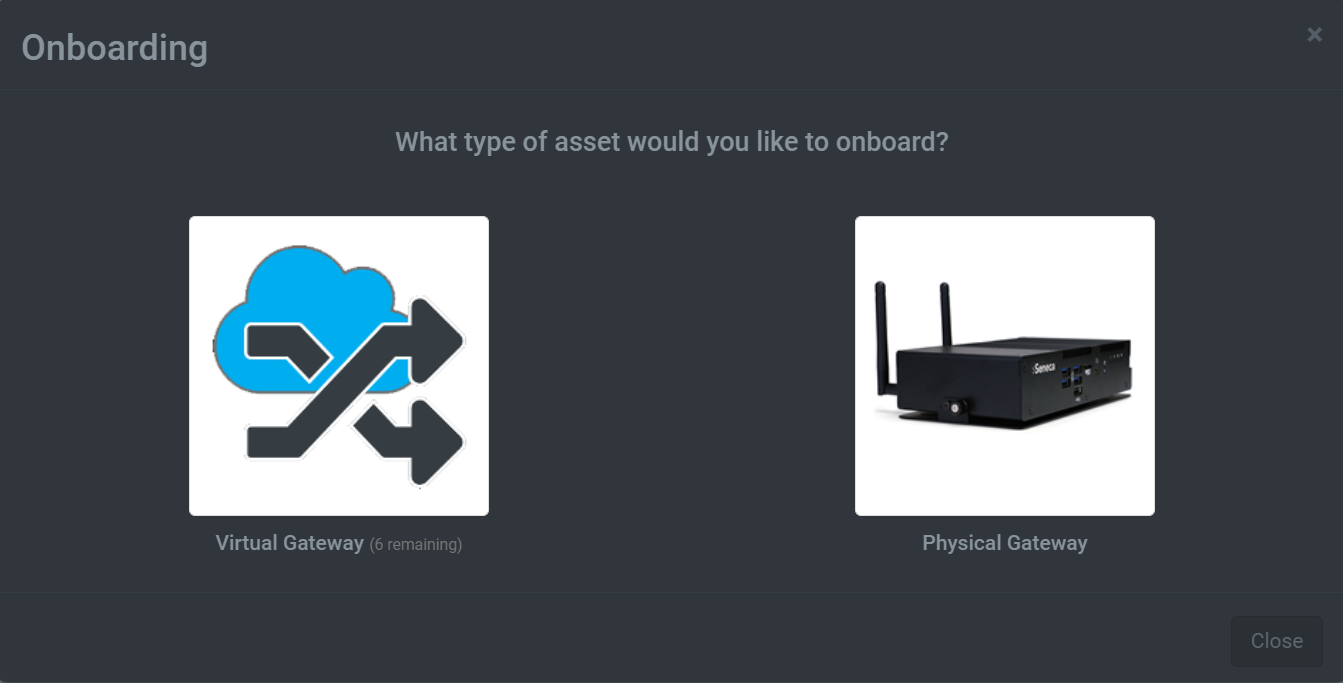 Onboarding
×
What type of asset would you like to onboard?
Seneca
Virtual Gateway (6 remaining)
Physical Gateway
Close